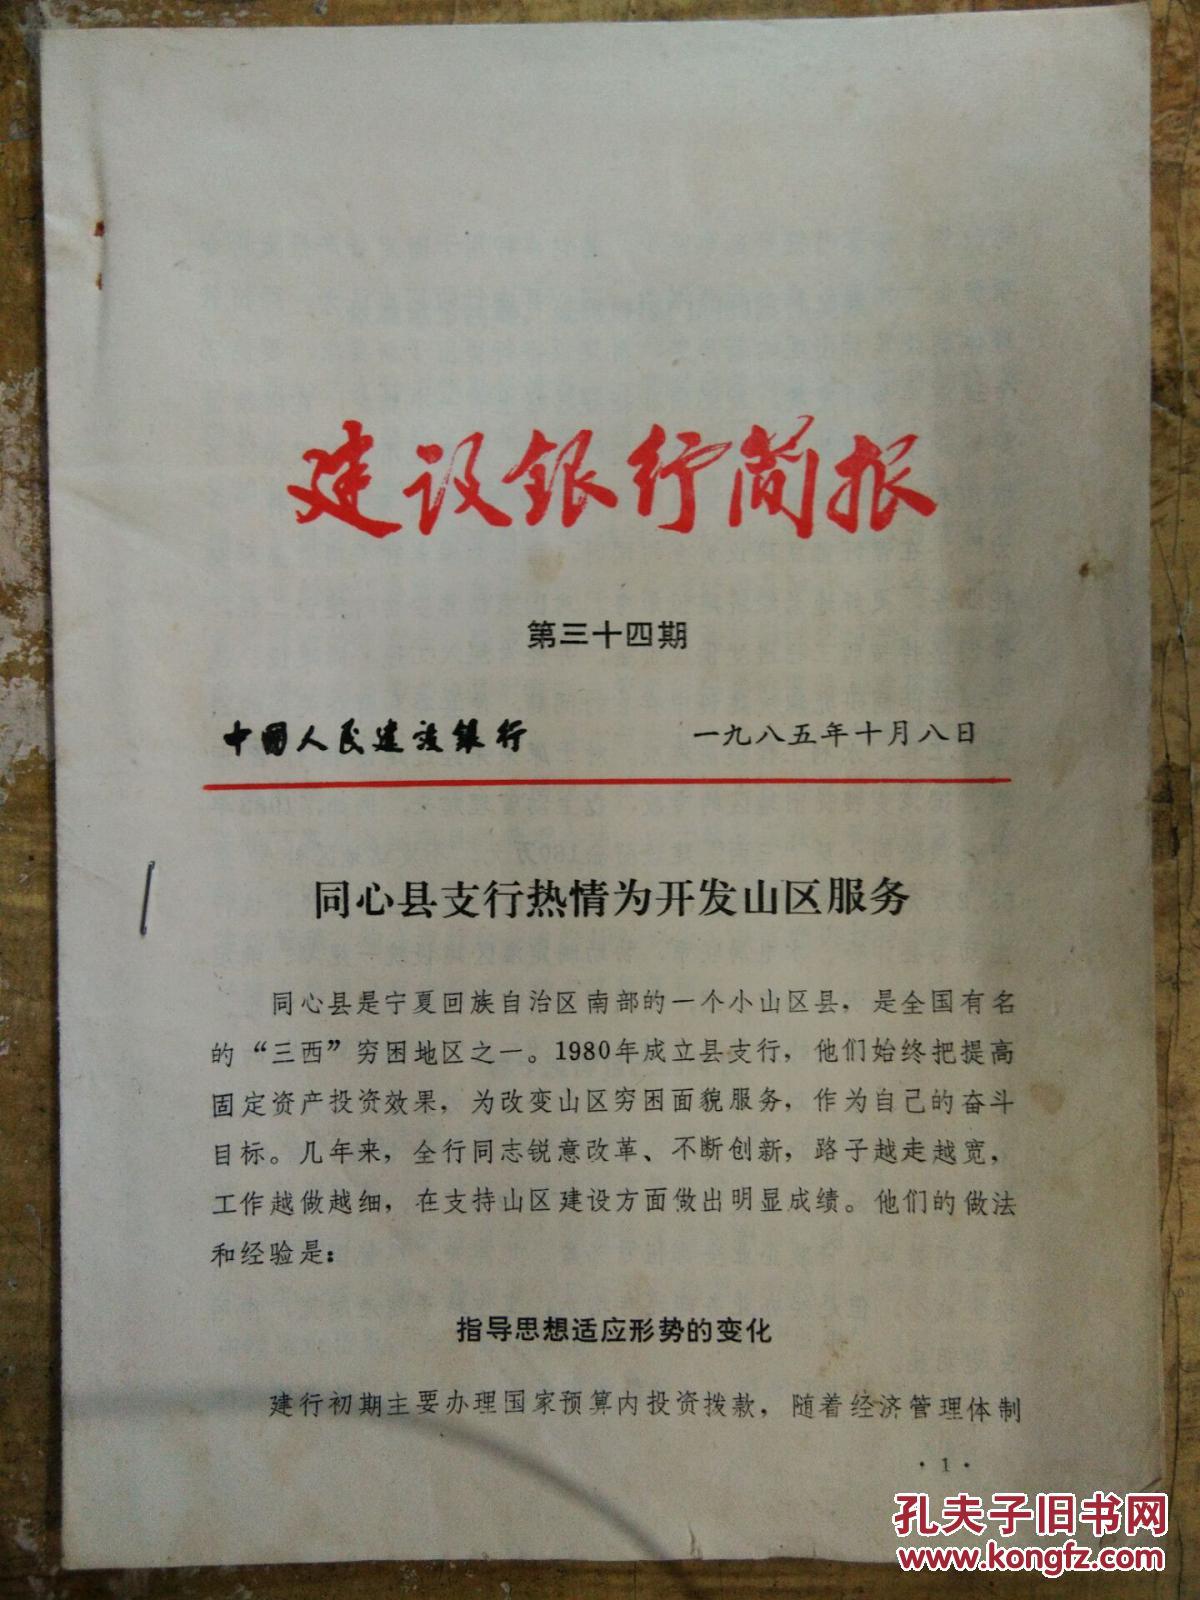 建设银行简报
第三十四期
中国人民建设银行 一九八五年十月八日
同心县支行热情为开发山区服务
同心县是宁夏回族自治区南部的一个小山区县，是全国有名
的“三西”穷困地区之一。1980年成立县支行，他们始终把提高
固定资产投资效果，为改变山区穷困面貌服务，作为自己的奋斗
目标。几年来，全行同志锐意改革、不断创新，路子越走越宽，
工作越做越细，在支持山区建设方面做出明显成绩。他们的做法
和经验是：
指导思想适应形势的变化
建行初期主要办理国家预算内投资拨款，随着经济管理体制
·1·
孔夫子旧书网
www.kongfz.com